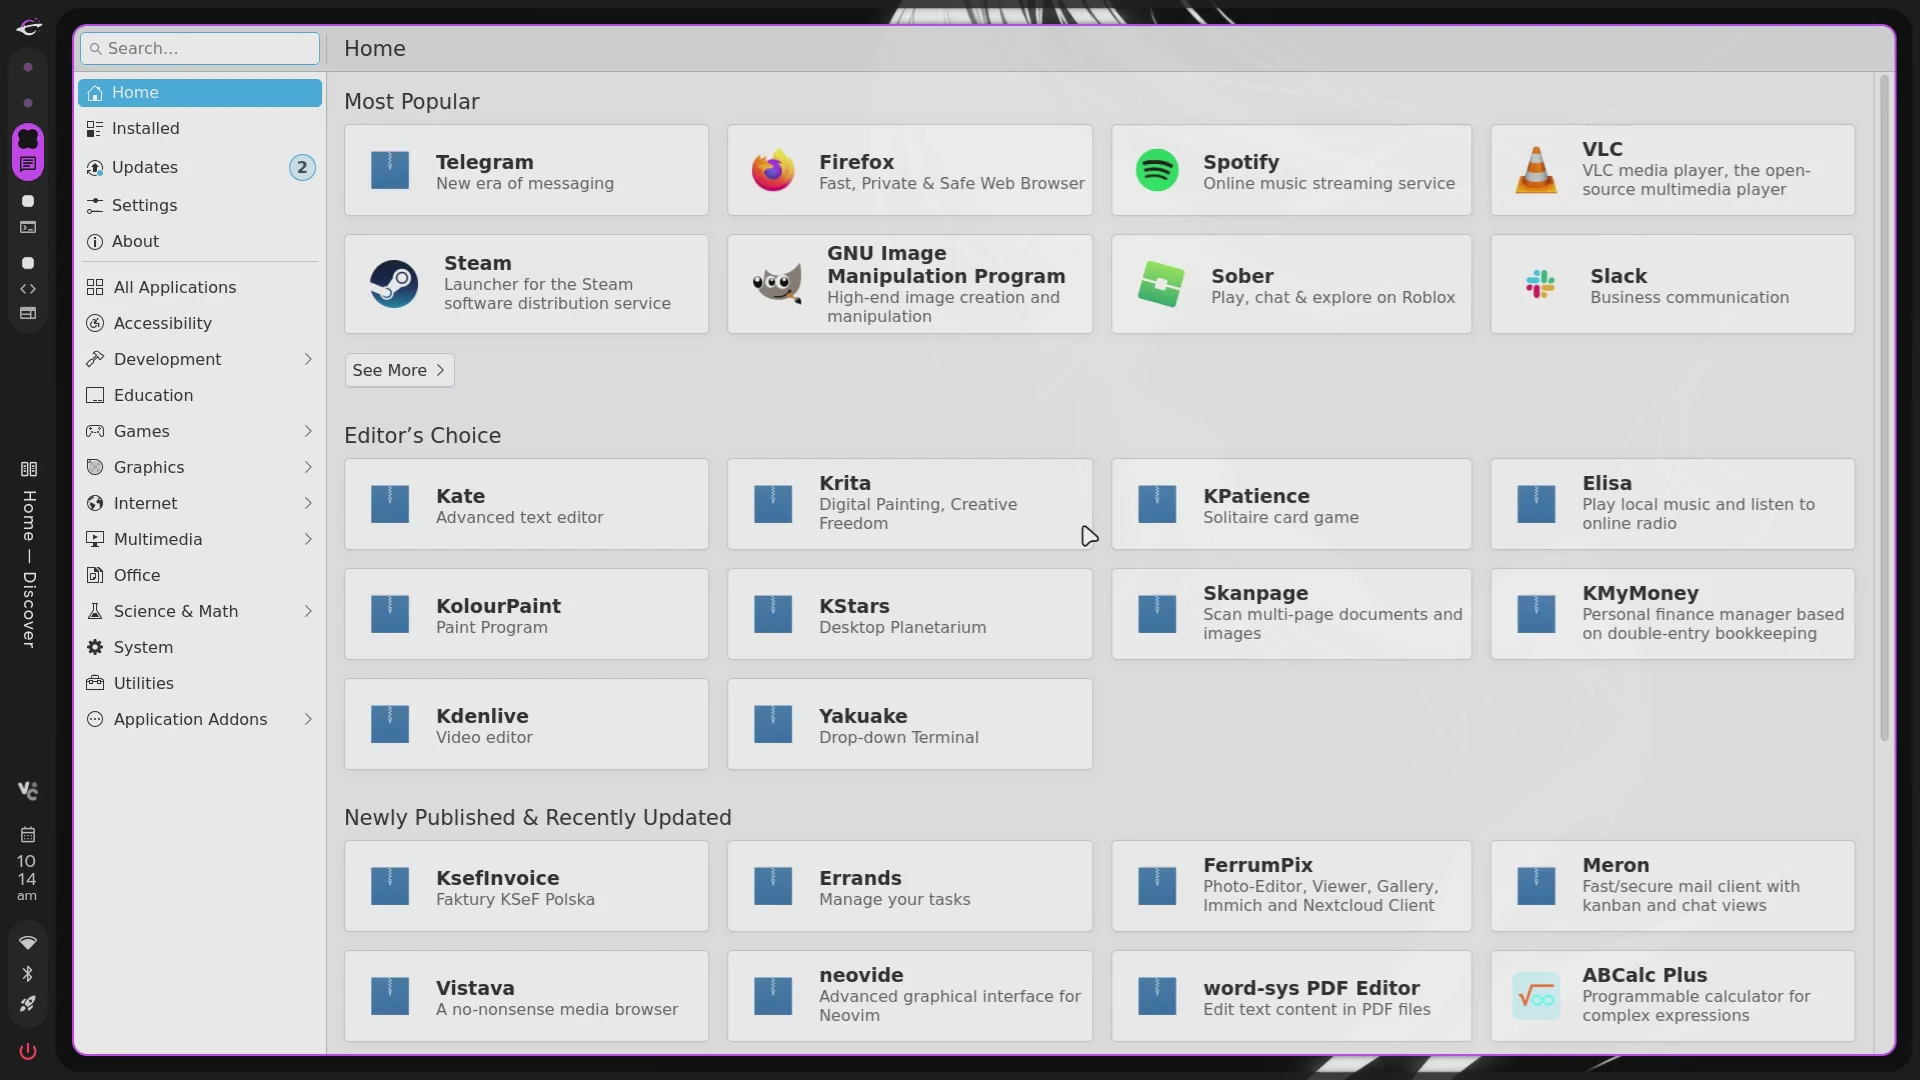 Search...
Home
Home
Installed
Updates
2
Settings
About
All Applications
Accessibility
Development
Education
Games
Graphics
Internet
Multimedia
Office
Science & Math
System
Utilities
Application Addons
Home — Discover
10
14
am
Most Popular
Telegram
New era of messaging
Firefox
Fast, Private & Safe Web Browser
Spotify
Online music streaming service
VLC
VLC media player, the open-
source multimedia player
Steam
Launcher for the Steam
software distribution service
GNU Image
Manipulation Program
High-end image creation and
manipulation
Sober
Play, chat & explore on Roblox
Slack
Business communication
See More
Editor’s Choice
Kate
Advanced text editor
Krita
Digital Painting, Creative
Freedom
KPatience
Solitaire card game
Elisa
Play local music and listen to
online radio
KolourPaint
Paint Program
KStars
Desktop Planetarium
Skanpage
Scan multi-page documents and
images
KMyMoney
Personal finance manager based
on double-entry bookkeeping
Kdenlive
Video editor
Yakuake
Drop-down Terminal
Newly Published & Recently Updated
KsefInvoice
Faktury KSeF Polska
Errands
Manage your tasks
FerrumPix
Photo-Editor, Viewer, Gallery,
Immich and Nextcloud Client
Meron
Fast/secure mail client with
kanban and chat views
Vistava
A no-nonsense media browser
neovide
Advanced graphical interface for
Neovim
word-sys PDF Editor
Edit text content in PDF files
ABCalc Plus
Programmable calculator for
complex expressions